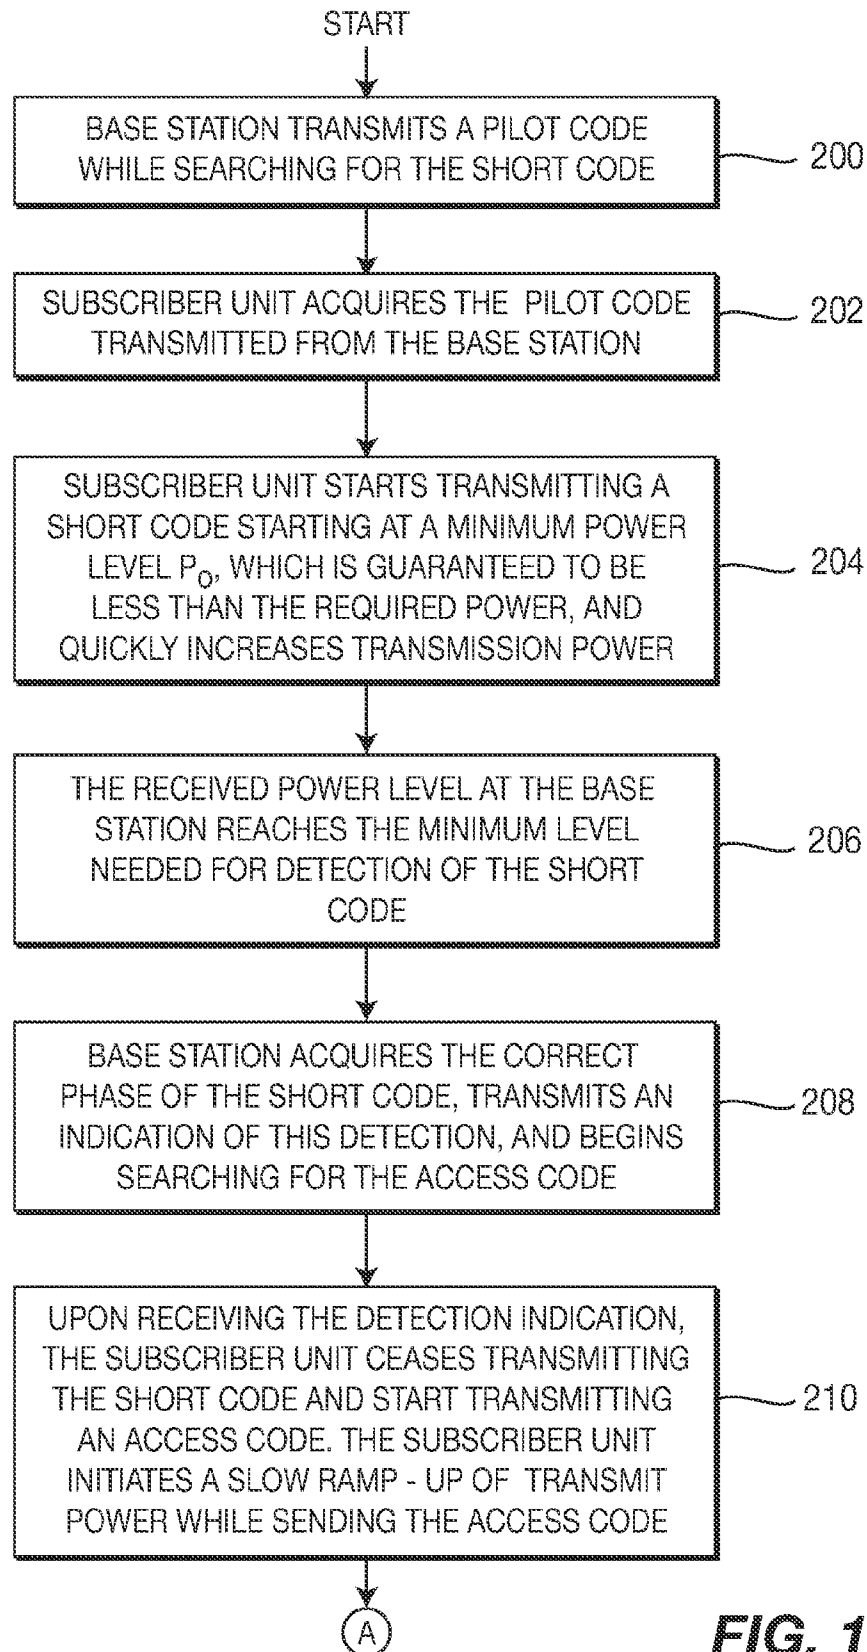 START
BASE STATION TRANSMITS A PILOT CODE
WHILE SEARCHING FOR THE SHORT CODE
200
SUBSCRIBER UNIT ACQUIRES THE PILOT CODE
TRANSMITTED FROM THE BASE STATION
202
SUBSCRIBER UNIT STARTS TRANSMITTING A
SHORT CODE STARTING AT A MINIMUM POWER
LEVEL P₀, WHICH IS GUARANTEED TO BE
LESS THAN THE REQUIRED POWER, AND
QUICKLY INCREASES TRANSMISSION POWER
204
THE RECEIVED POWER LEVEL AT THE BASE
STATION REACHES THE MINIMUM LEVEL
NEEDED FOR DETECTION OF THE SHORT
CODE
206
BASE STATION ACQUIRES THE CORRECT
PHASE OF THE SHORT CODE, TRANSMITS AN
INDICATION OF THIS DETECTION, AND BEGINS
SEARCHING FOR THE ACCESS CODE
208
UPON RECEIVING THE DETECTION INDICATION,
THE SUBSCRIBER UNIT CEASES TRANSMITTING
THE SHORT CODE AND START TRANSMITTING
AN ACCESS CODE. THE SUBSCRIBER UNIT
INITIATES A SLOW RAMP - UP OF TRANSMIT
POWER WHILE SENDING THE ACCESS CODE
210
A
FIG. 1